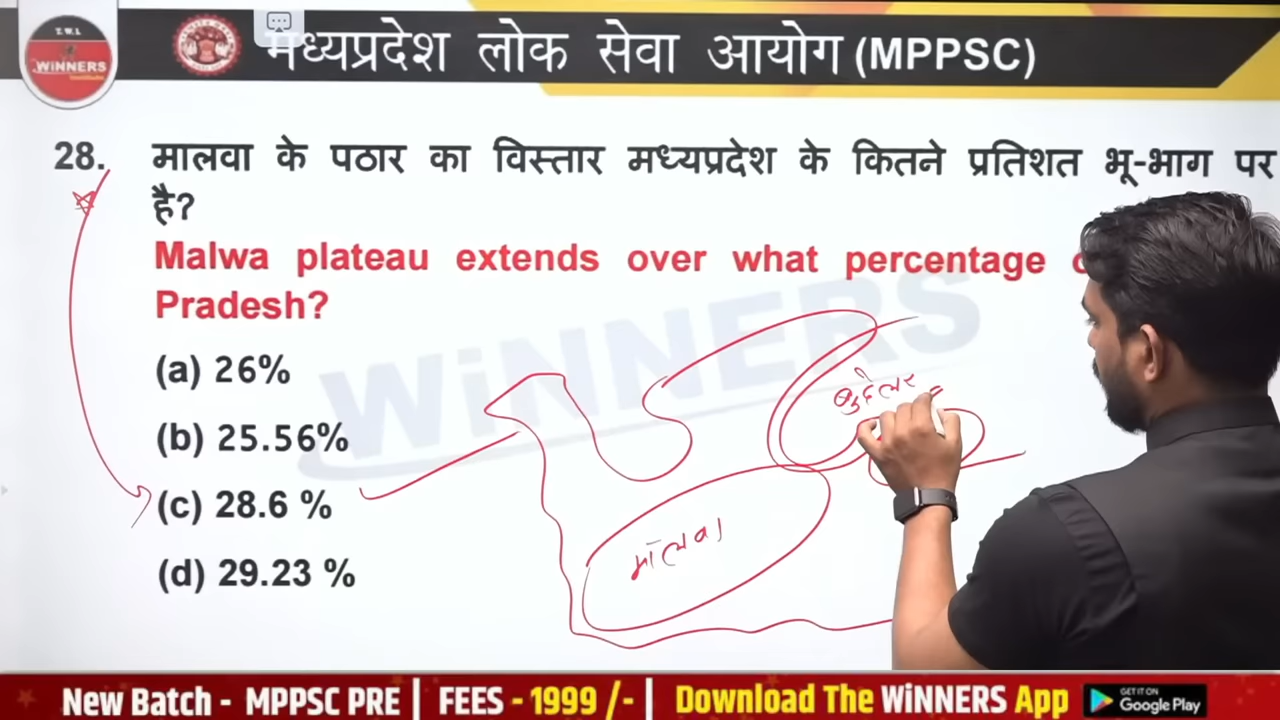 T.W.I.
WiNNERS
मध्यप्रदेश लोक सेवा आयोग (MPPSC)
28. मालवा के पठार का विस्तार मध्यप्रदेश के कितने प्रतिशत भू-भाग पर
है?
Malwa plateau extends over what percentage
Pradesh?
(a) 26%
(b) 25.56%
(c) 28.6 %
(d) 29.23 %
WiNNERS
मालवा
New Batch - MPPSC PRE | FEES - 1999 /- | Download The WiNNERS App
GET IT ON
Google Play